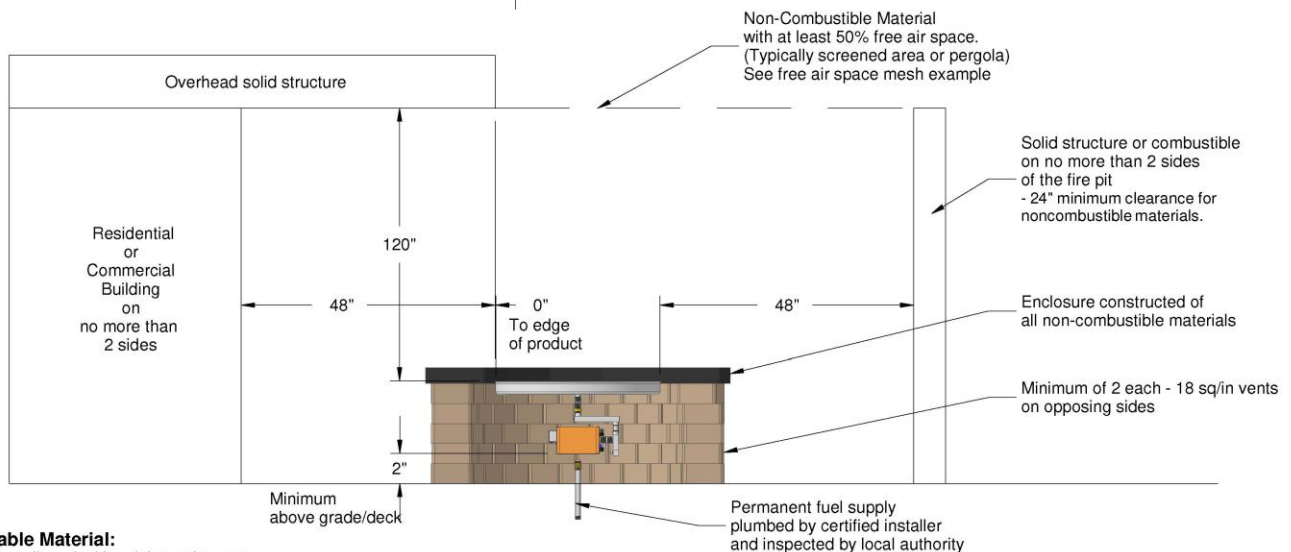 Non-Combustible Material
with at least 50% free air space.
(Typically screened area or pergola)
See free air space mesh example
Overhead solid structure
Solid structure or combustible
on no more than 2 sides
of the fire pit
- 24" minimum clearance for
noncombustible materials.
Residential
or
Commercial
Building
on
no more than
2 sides
120"
48"
0"
To edge
of product
48"
Enclosure constructed of
all non-combustible materials
Minimum of 2 each - 18 sq/in vents
on opposing sides
2"
Minimum
above grade/deck
Permanent fuel supply
plumbed by certified installer
and inspected by local authority
able Material: